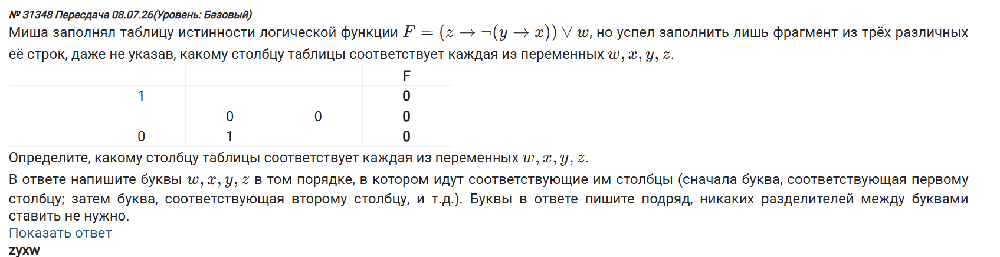 № 31348 Пересдача 08.07.26(Уровень: Базовый)
Миша заполнял таблицу истинности логической функции F = (z → ¬(y → x)) ∨ w, но успел заполнить лишь фрагмент из трёх различных
её строк, даже не указав, какому столбцу таблицы соответствует каждая из переменных w, x, y, z.
F
1 0
0 0 0
0 1 0
Определите, какому столбцу таблицы соответствует каждая из переменных w, x, y, z.
В ответе напишите буквы w, x, y, z в том порядке, в котором идут соответствующие им столбцы (сначала буква, соответствующая первому
столбцу; затем буква, соответствующая второму столбцу, и т.д.). Буквы в ответе пишите подряд, никаких разделителей между буквами
ставить не нужно.
Показать ответ
zyxw